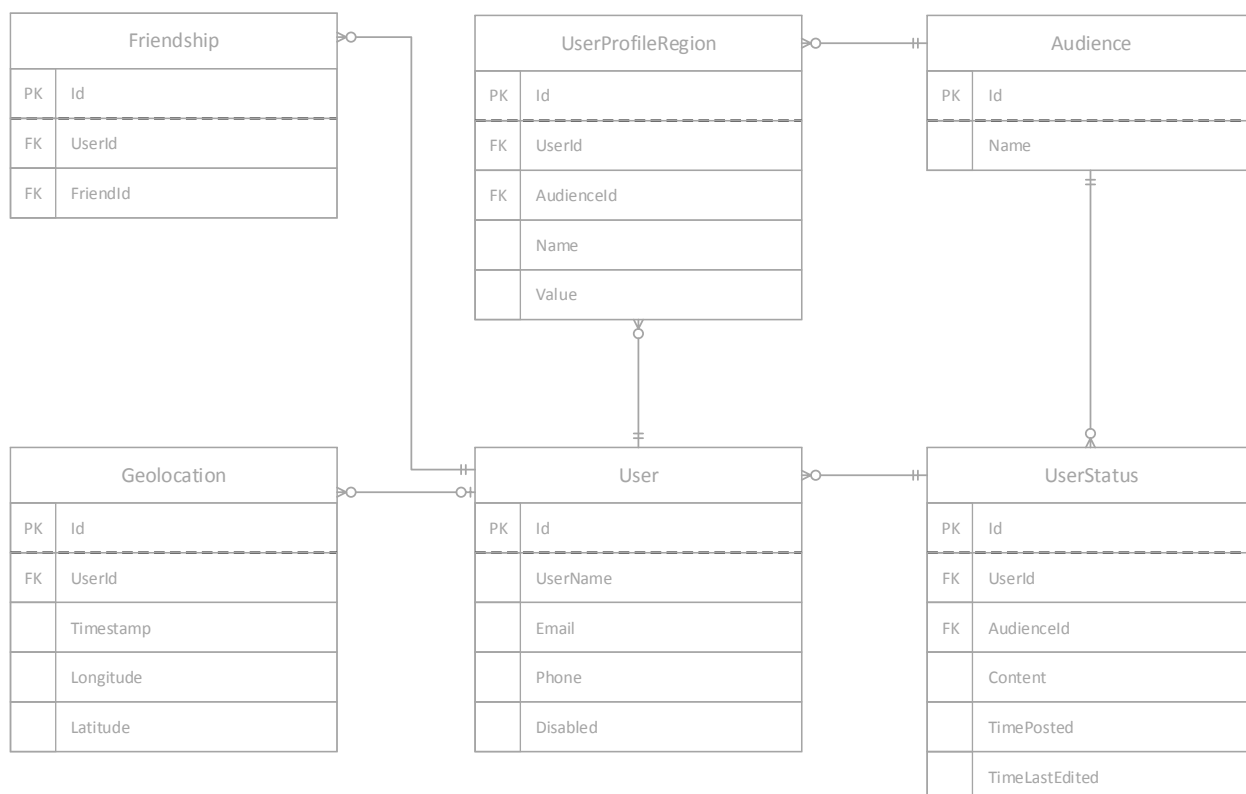 Friendship
PK Id
FK UserId
FK FriendId
UserProfileRegion
PK Id
FK UserId
FK AudienceId
Name
Value
Audience
PK Id
Name
Geolocation
PK Id
FK UserId
Timestamp
Longitude
Latitude
User
PK Id
UserName
Email
Phone
Disabled
UserStatus
PK Id
FK UserId
FK AudienceId
Content
TimePosted
TimeLastEdited